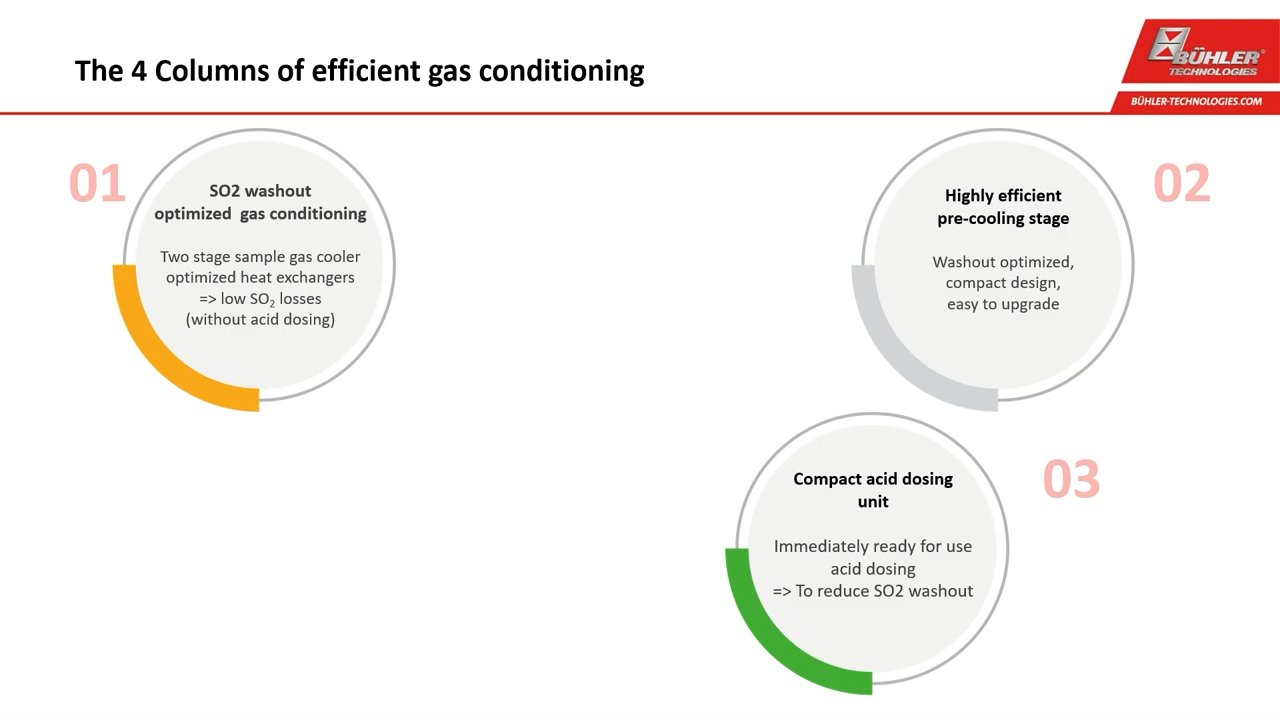 The 4 Columns of efficient gas conditioning
BÜHLER
TECHNOLOGIES
BÜHLER-TECHNOLOGIES.COM
01
SO2 washout
optimized gas conditioning
Two stage sample gas cooler
optimized heat exchangers
=> low SO₂ losses
(without acid dosing)
02
Highly efficient
pre-cooling stage
Washout optimized,
compact design,
easy to upgrade
03
Compact acid dosing
unit
Immediately ready for use
acid dosing
=> To reduce SO2 washout